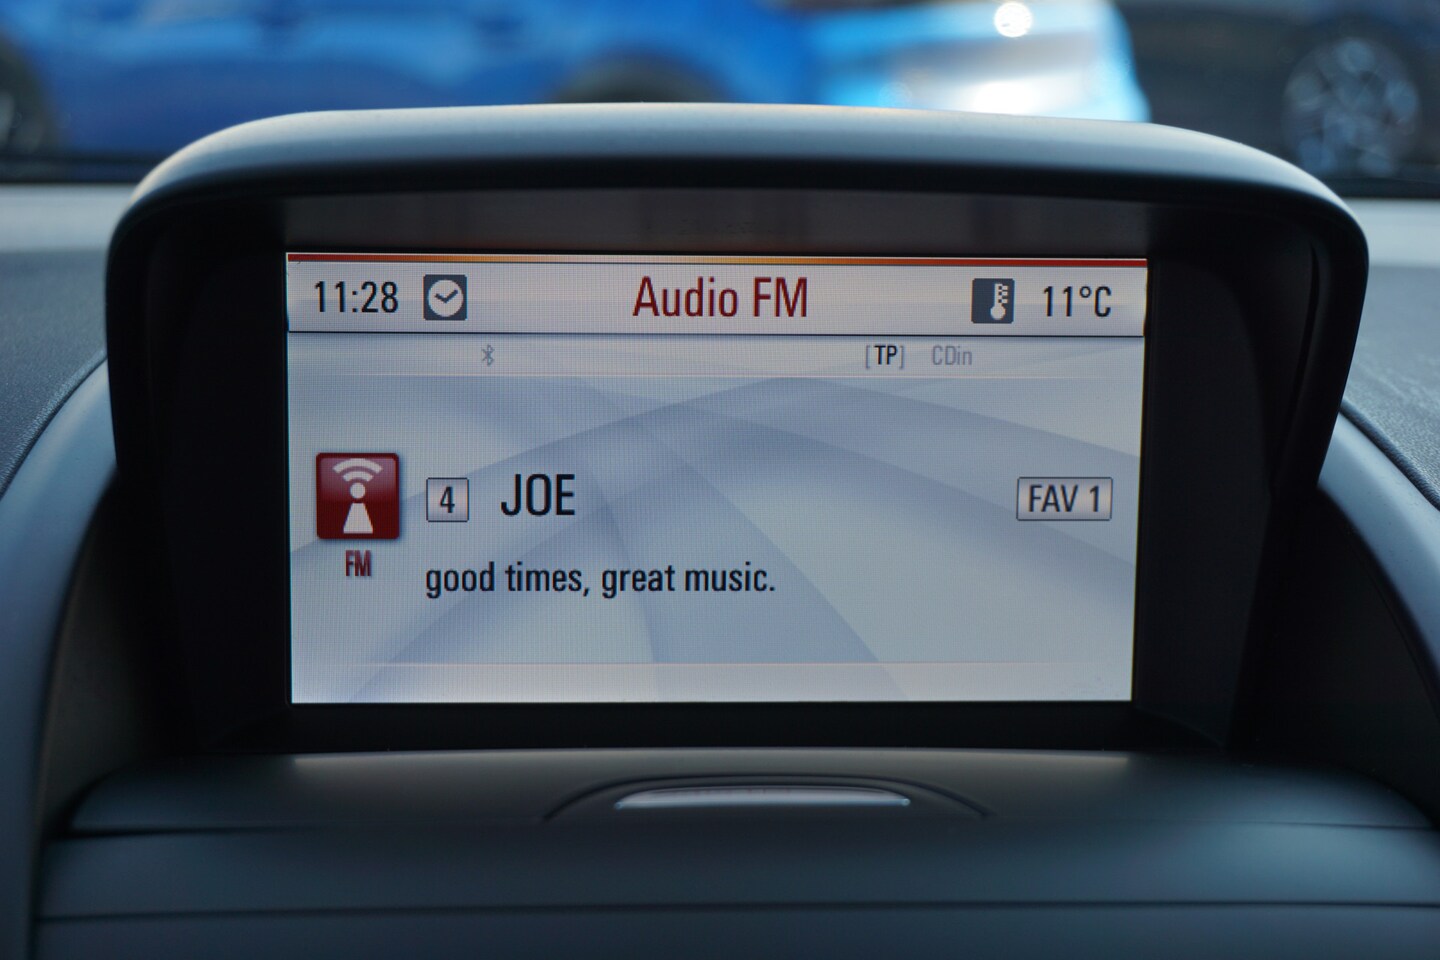 11:28 Audio FM 11°C
[TP] CDin
4 JOE FAV 1
FM
good times, great music.